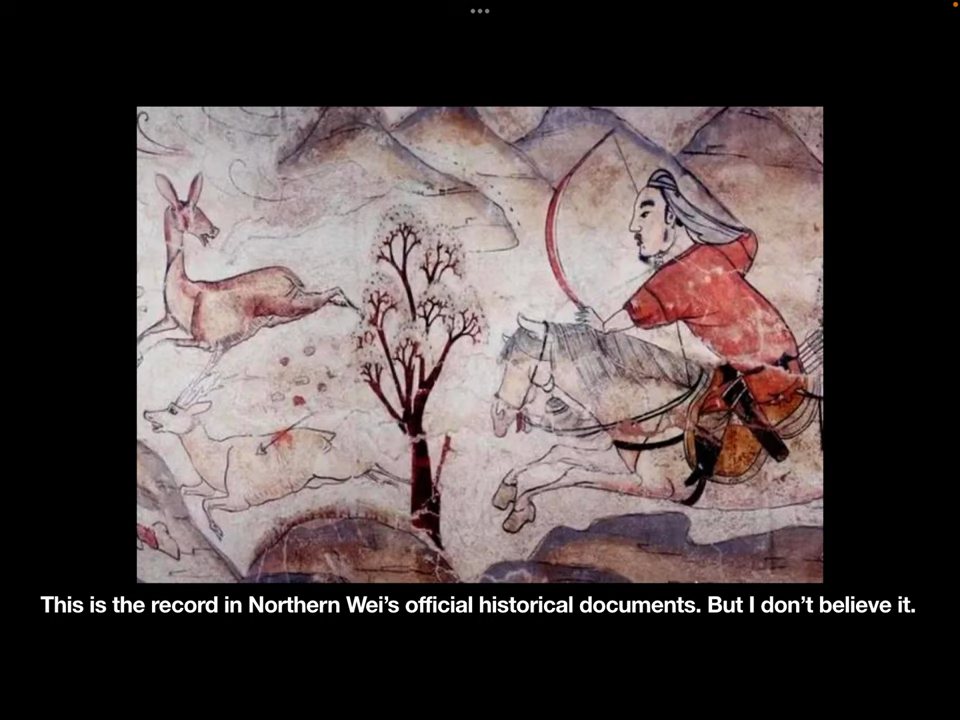 This is the record in Northern Wei’s official historical documents. But I don’t believe it.